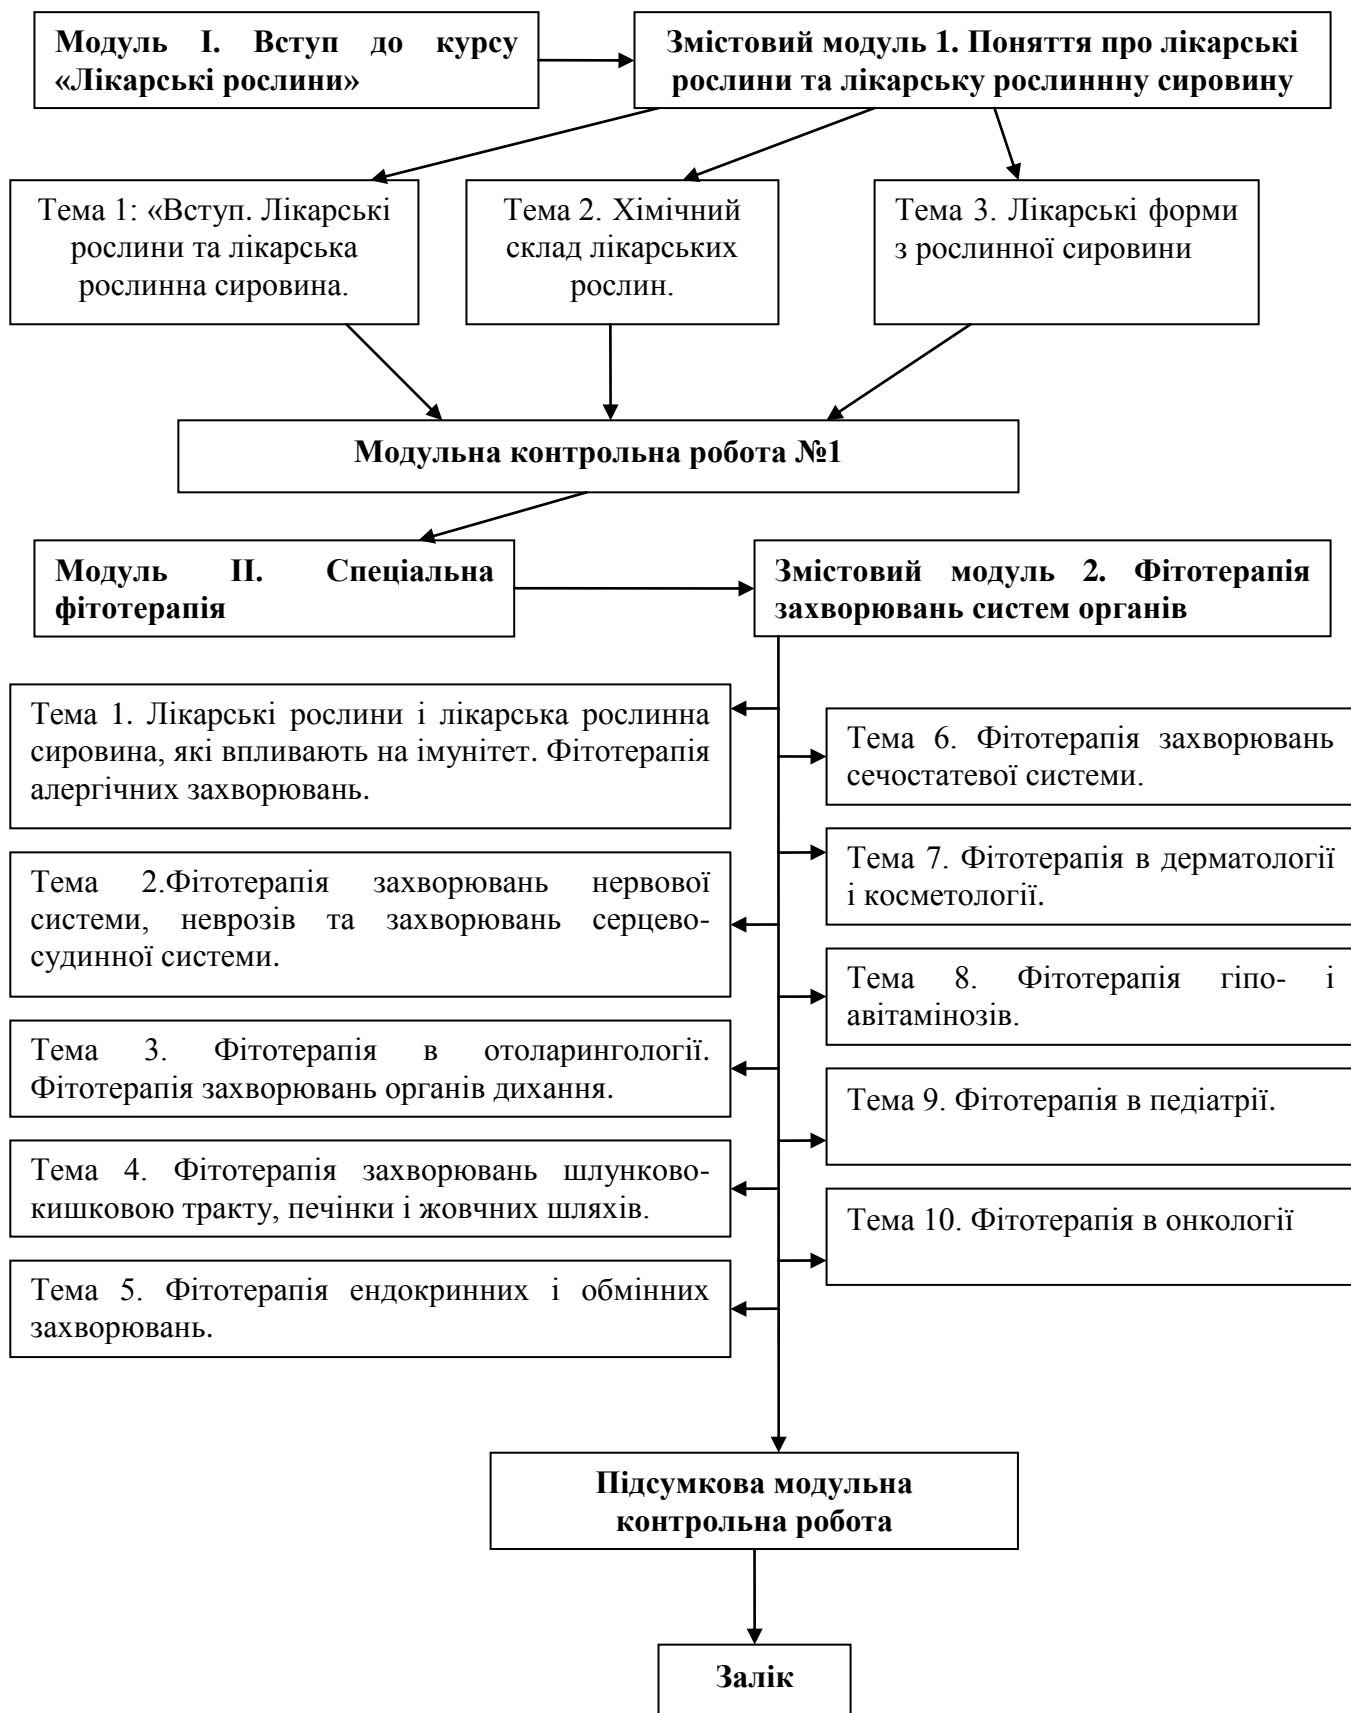 Модуль I. Вступ до курсу
«Лікарські рослини»
Змістовий модуль 1. Поняття про лікарські
рослини та лікарську рослиннну сировину
Тема 1: «Вступ. Лікарські
рослини та лікарська
рослинна сировина.
Тема 2. Хімічний
склад лікарських
рослин.
Тема 3. Лікарські форми
з рослинної сировини
Модульна контрольна робота №1
Модуль II. Спеціальна
фітотерапія
Змістовий модуль 2. Фітотерапія
захворювань систем органів
Тема 1. Лікарські рослини і лікарська рослинна
сировина, які впливають на імунітет. Фітотерапія
алергічних захворювань.
Тема 2.Фітотерапія захворювань нервової
системи, неврозів та захворювань серцево-
судинної системи.
Тема 3. Фітотерапія в отоларингології.
Фітотерапія захворювань органів дихання.
Тема 4. Фітотерапія захворювань шлунково-
кишковою тракту, печінки і жовчних шляхів.
Тема 5. Фітотерапія ендокринних і обмінних
захворювань.
Тема 6. Фітотерапія захворювань
сечостатевої системи.
Тема 7. Фітотерапія в дерматології
і косметології.
Тема 8. Фітотерапія гіпо- і
авітамінозів.
Тема 9. Фітотерапія в педіатрії.
Тема 10. Фітотерапія в онкології
Підсумкова модульна
контрольна робота
Залік